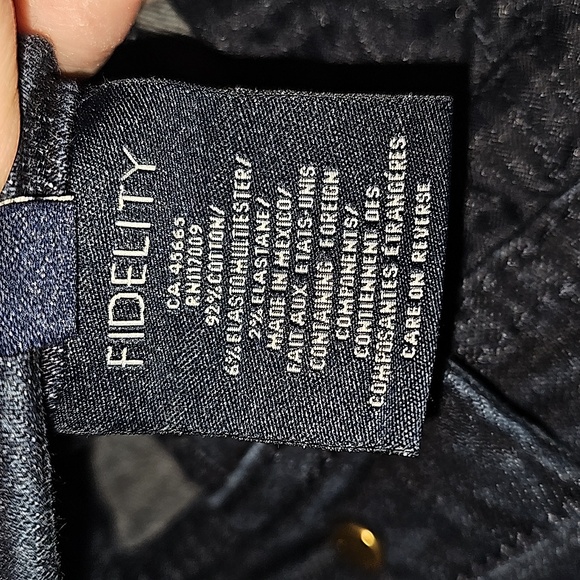 FIDELITY
CA 45665
RN117009
92% COTTON/
6% ELASTOMULTIESTER/
2% ELASTANE/
MADE IN MEXICO/
FAIT AUX ETATS UNIS
CONTAINING FOREIGN
COMPONENTS/
CONTIENNENT DES
COMPOSANTES ETRANGERES
CARE ON REVERSE